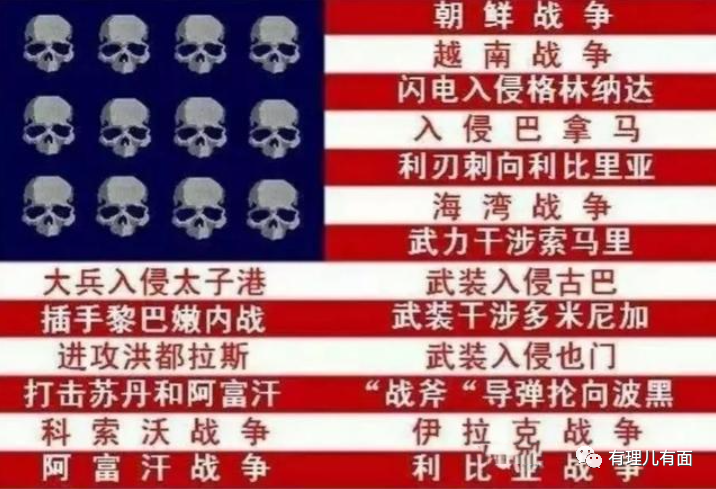 朝鲜战争
越南战争
闪电入侵格林纳达
入侵巴拿马
利刃刺向利比里亚
海湾战争
武力干涉索马里
大兵入侵太子港 武装入侵古巴
插手黎巴嫩内战 武装干涉多米尼加
进攻洪都拉斯 武装入侵也门
打击苏丹和阿富汗 “战斧“导弹抡向波黑
科索沃战争 伊拉克战争
阿富汗战争 利比亚战争
有理儿有面